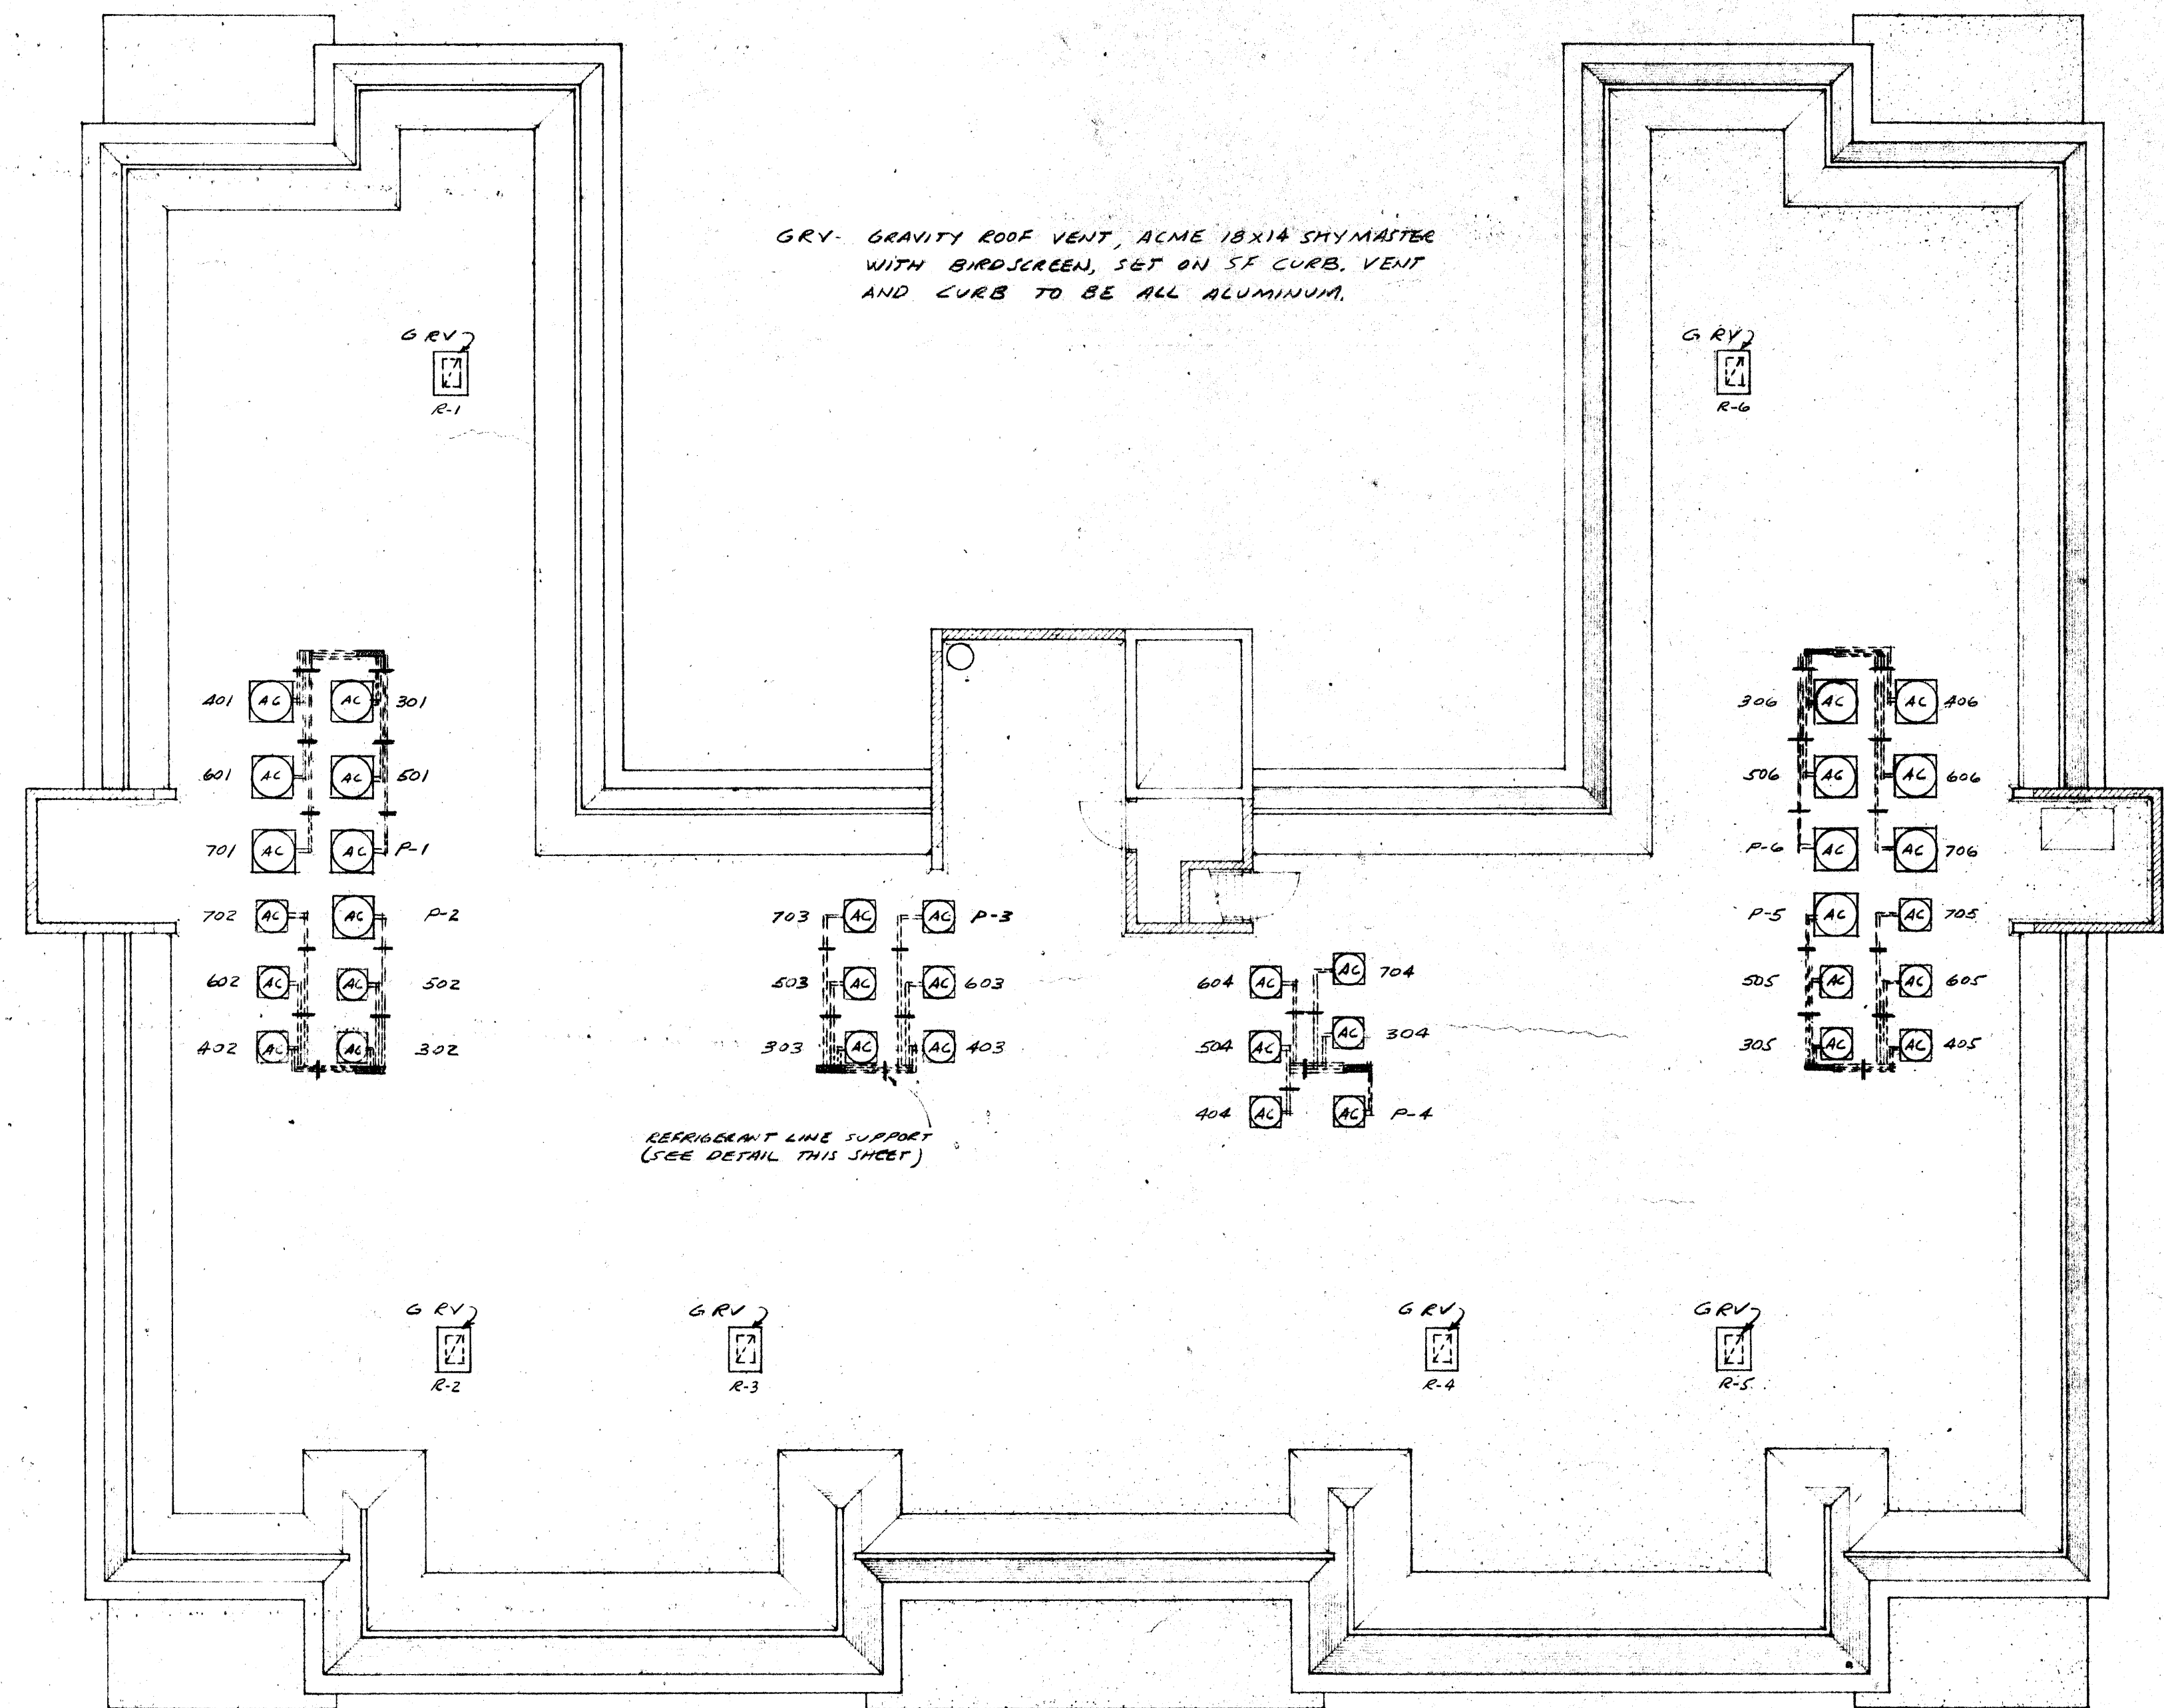 GRV- GRAVITY ROOF VENT, ACME 18X14 SHYMASTER
WITH BIRDSCREEN, SET ON SF CURB. VENT
AND CURB TO BE ALL ALUMINUM.
GRV
R-1
GRV
R-6
401 AC AC 301
601 AC AC 501
701 AC AC P-1
702 AC AC P-2
602 AC AC 502
402 AC AC 302
703 AC AC P-3
503 AC AC 603
303 AC AC 403
REFRIGERANT LINE SUPPORT
(SEE DETAIL THIS SHEET)
604 AC AC 704
504 AC AC 304
404 AC AC P-4
306 AC AC 406
506 AC AC 606
P-6 AC AC 706
P-5 AC AC 705
505 AC AC 605
305 AC AC 405
GRV
R-2
GRV
R-3
GRV
R-4
GRV
R-5